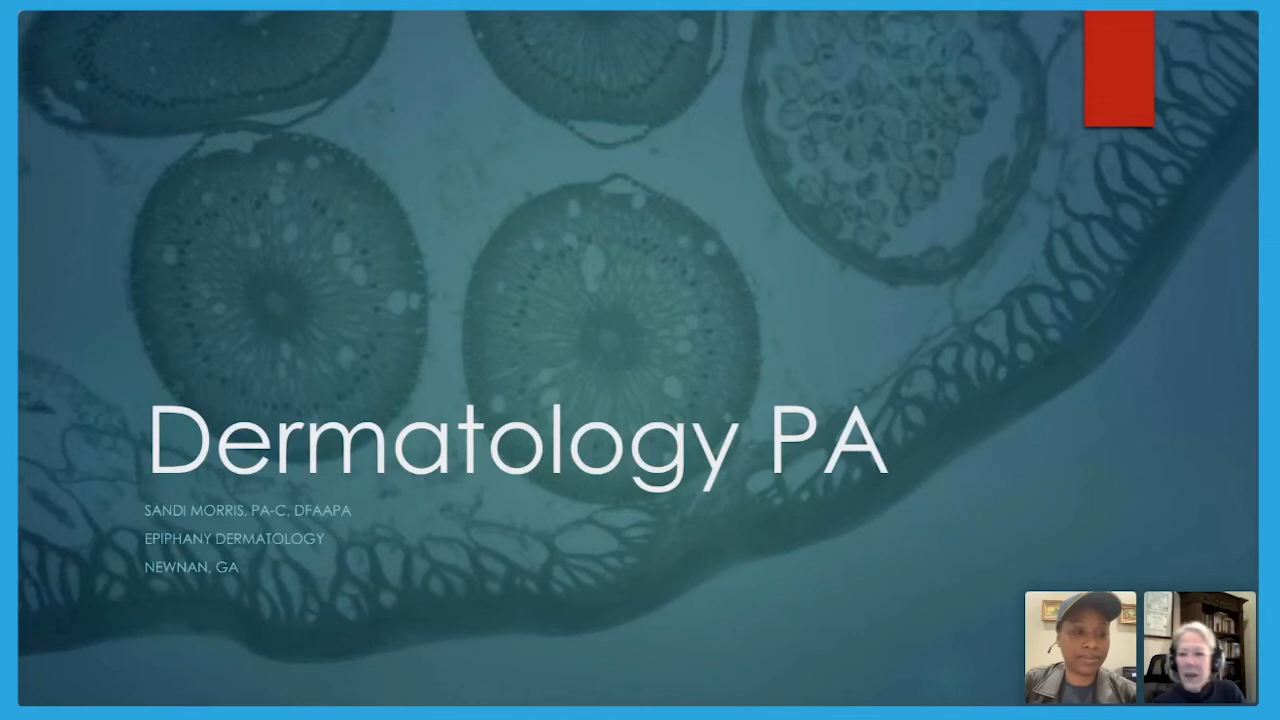 Dermatology PA
SANDI MORRIS, PA-C, DFAAPA
EPIPHANY DERMATOLOGY
NEWNAN, GA